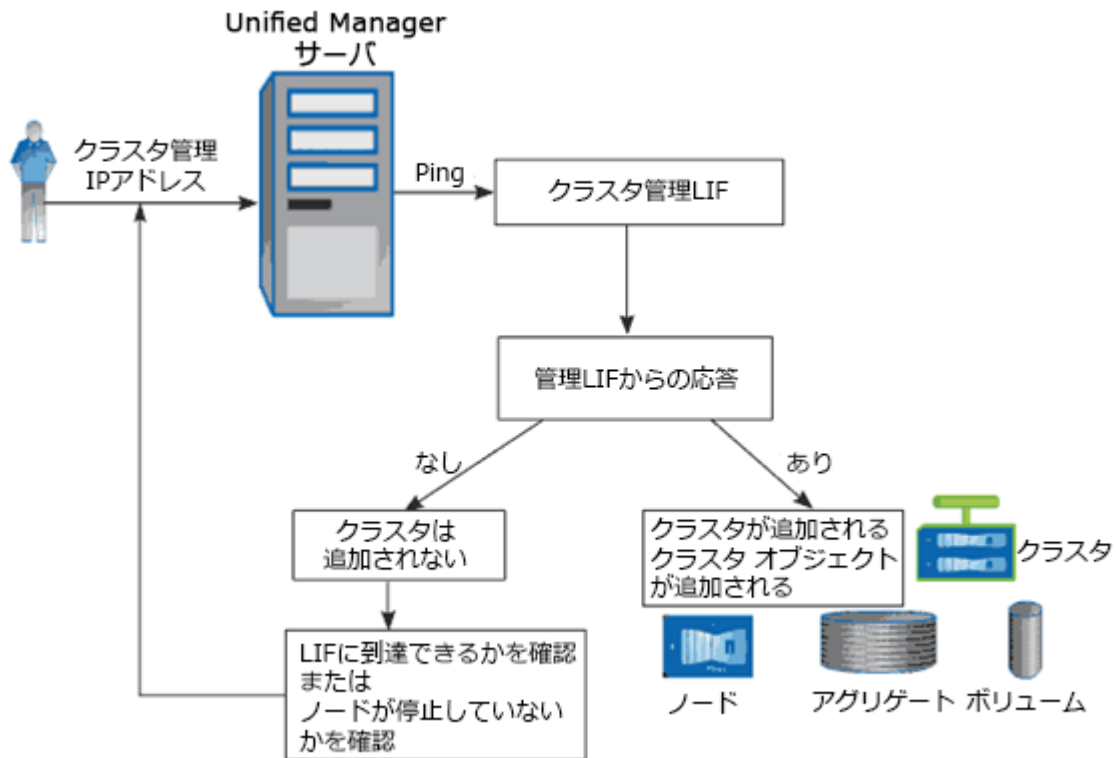 Unified Manager
サーバ
クラスタ管理
IPアドレス
Ping
クラスタ管理LIF
管理LIFからの応答
なし
あり
クラスタは
追加されない
クラスタが追加される
クラスタ オブジェクト
が追加される
クラスタ
LIFに到達できるかを確認
または
ノードが停止していない
かを確認
ノード
アグリゲート
ボリューム